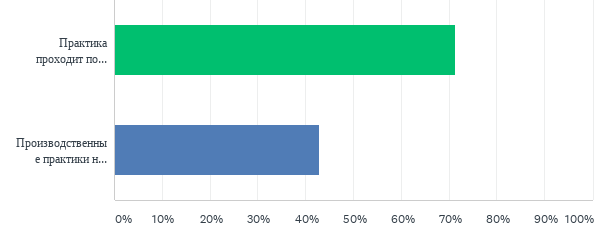 Практика
проходит по...
Производственны
е практики н...
0% 10% 20% 30% 40% 50% 60% 70% 80% 90% 100%